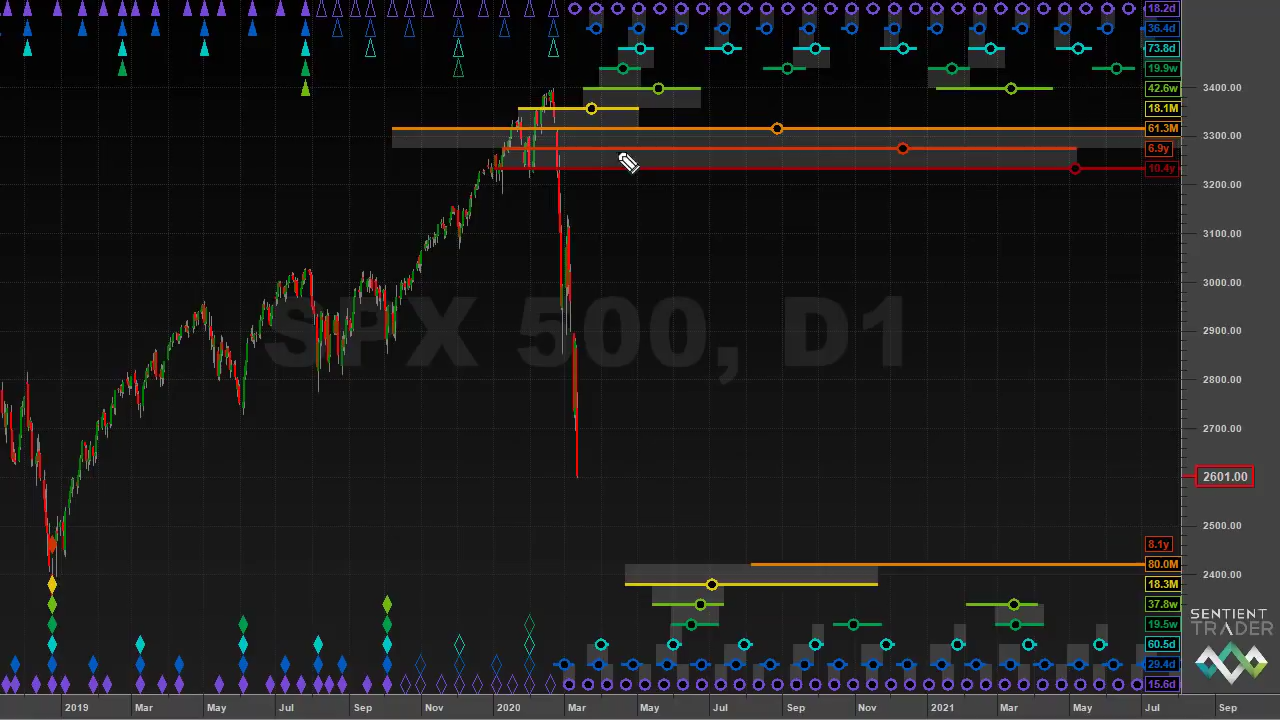 18.2d
36.4d
73.8d
19.9w
42.6w
3400.00
18.1M
61.3M
3300.00
6.9y
10.4y
3200.00
3100.00
3000.00
SPX 500, D1
2900.00
2800.00
2700.00
2601.00
2500.00
8.1y
80.0M
2400.00
18.3M
37.8w
SENTIENT
TRADER
19.5w
60.5d
29.4d
15.6d
2019 Mar May Jul Sep Nov 2020 Mar May Jul Sep Nov 2021 Mar May Jul Sep